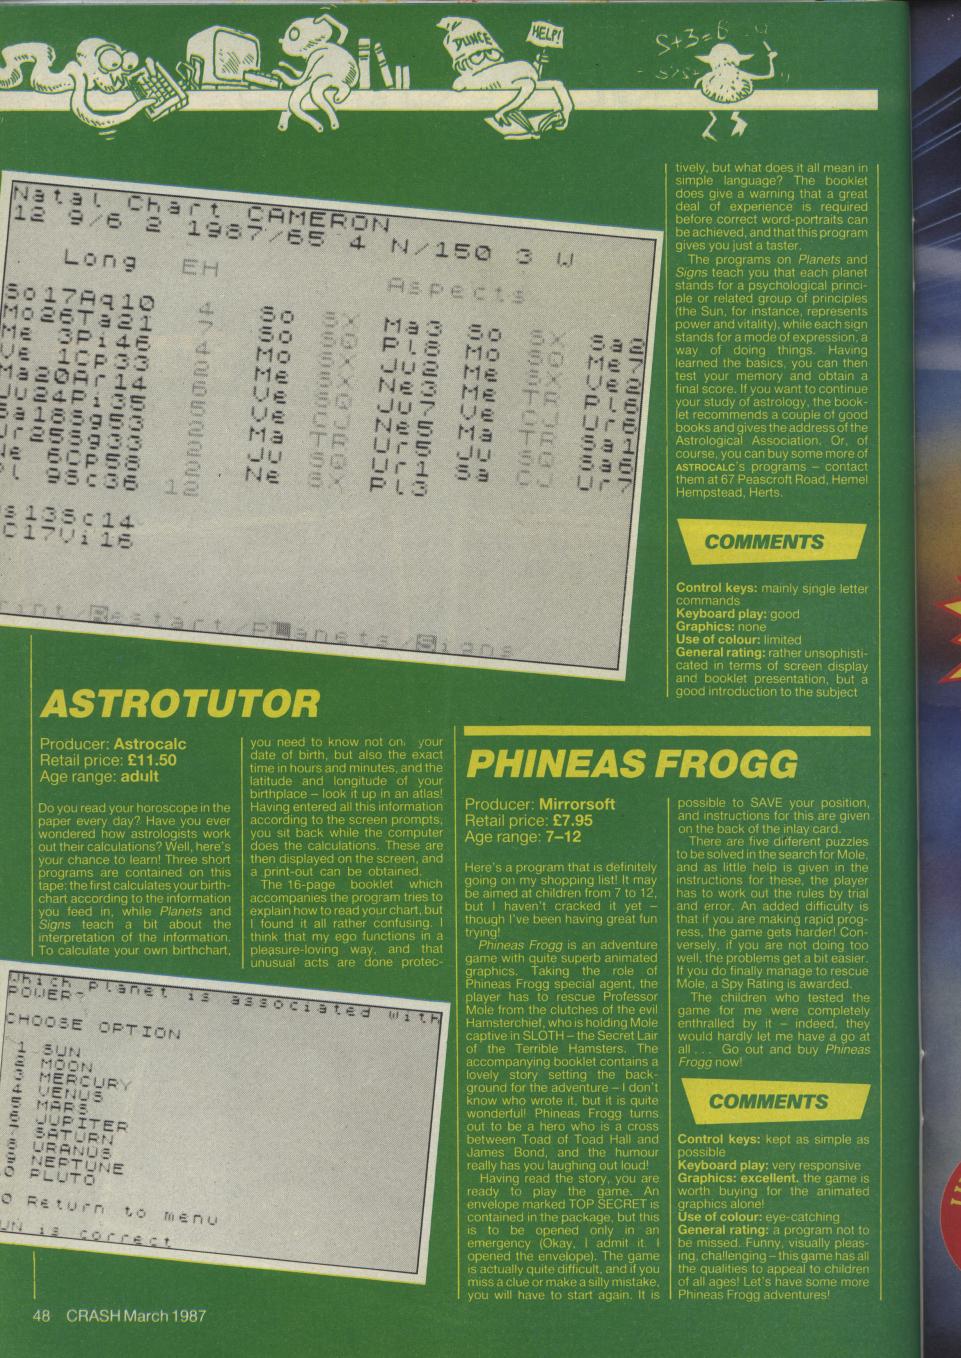 DUNCE
HELP!
S+3=6
Natal Chart CAMERON
12 9/6 2 1987/65 4 N/150 3 W
Long EH Aspects
So17Aq10
Mo26Ta21
Me 3Pi46
Ve 1Cp33
Ma20Ar14
Ju24Pi35
Sa18Sg53
Ur25Sg33
Ne 6Cp58
Pl 9Sc36 12
s13Sc14
C17Vi16
rint/Restart/Planets/Signs
ASTROTUTOR
Producer: Astrocalc
Retail price: £11.50
Age range: adult
Do you read your horoscope in the
paper every day? Have you ever
wondered how astrologists work
out their calculations? Well, here's
your chance to learn! Three short
programs are contained on this
tape: the first calculates your birth-
chart according to the information
you feed in, while Planets and
Signs teach a bit about the
interpretation of the information.
To calculate your own birthchart,
you need to know not on your
date of birth, but also the exact
time in hours and minutes, and the
latitude and longitude of your
birthplace – look it up in an atlas!
Having entered all this information
according to the screen prompts,
you sit back while the computer
does the calculations. These are
then displayed on the screen, and
a print-out can be obtained.
The 16-page booklet which
accompanies the program tries to
explain how to read your chart, but
I found it all rather confusing. I
think that my ego functions in a
pleasure-loving way, and that
unusual acts are done protec-
tively, but what does it all mean in
simple language? The booklet
does give a warning that a great
deal of experience is required
before correct word-portraits can
be achieved, and that this program
gives you just a taster.
The programs on Planets and
Signs teach you that each planet
stands for a psychological princi-
ple or related group of principles
(the Sun, for instance, represents
power and vitality), while each sign
stands for a mode of expression, a
way of doing things. Having
learned the basics, you can then
test your memory and obtain a
final score. If you want to continue
your study of astrology, the book-
let recommends a couple of good
books and gives the address of the
Astrological Association. Or, of
course, you can buy some more of
ASTROCALC's programs – contact
them at 67 Peascroft Road, Hemel
Hempstead, Herts.
COMMENTS
Control keys: mainly single letter
commands
Keyboard play: good
Graphics: none
Use of colour: limited
General rating: rather unsophisti-
cated in terms of screen display
and booklet presentation, but a
good introduction to the subject
Which Planet is associated with
POWER-
CHOOSE OPTION
1 SUN
2 MOON
3 MERCURY
4 VENUS
5 MARS
6 JUPITER
7 SATURN
8 URANUS
9 NEPTUNE
0 PLUTO
0 Return to menu
UN is correct
PHINEAS FROGG
Producer: Mirrorsoft
Retail price: £7.95
Age range: 7–12
Here's a program that is definitely
going on my shopping list! It may
be aimed at children from 7 to 12,
but I haven't cracked it yet –
though I've been having great fun
trying!
Phineas Frogg is an adventure
game with quite superb animated
graphics. Taking the role of
Phineas Frogg special agent, the
player has to rescue Professor
Mole from the clutches of the evil
Hamsterchief, who is holding Mole
captive in SLOTH – the Secret Lair
of the Terrible Hamsters. The
accompanying booklet contains a
lovely story setting the back-
ground for the adventure – I don't
know who wrote it, but it is quite
wonderful! Phineas Frogg turns
out to be a hero who is a cross
between Toad of Toad Hall and
James Bond, and the humour
really has you laughing out loud!
Having read the story, you are
ready to play the game. An
envelope marked TOP SECRET is
contained in the package, but this
is to be opened only in an
emergency (Okay, I admit it. I
opened the envelope). The game
is actually quite difficult, and if you
miss a clue or make a silly mistake,
you will have to start again. It is
possible to SAVE your position,
and instructions for this are given
on the back of the inlay card.
There are five different puzzles
to be solved in the search for Mole,
and as little help is given in the
instructions for these, the player
has to work out the rules by trial
and error. An added difficulty is
that if you are making rapid prog-
ress, the game gets harder! Con-
versely, if you are not doing too
well, the problems get a bit easier.
If you do finally manage to rescue
Mole, a Spy Rating is awarded.
The children who tested the
game for me were completely
enthralled by it – indeed, they
would hardly let me have a go at
all . . . Go out and buy Phineas
Frogg now!
COMMENTS
Control keys: kept as simple as
possible
Keyboard play: very responsive
Graphics: excellent. the game is
worth buying for the animated
graphics alone!
Use of colour: eye-catching
General rating: a program not to
be missed. Funny, visually pleas-
ing, challenging – this game has all
the qualities to appeal to children
of all ages! Let's have some more
Phineas Frogg adventures!
48 CRASH March 1987